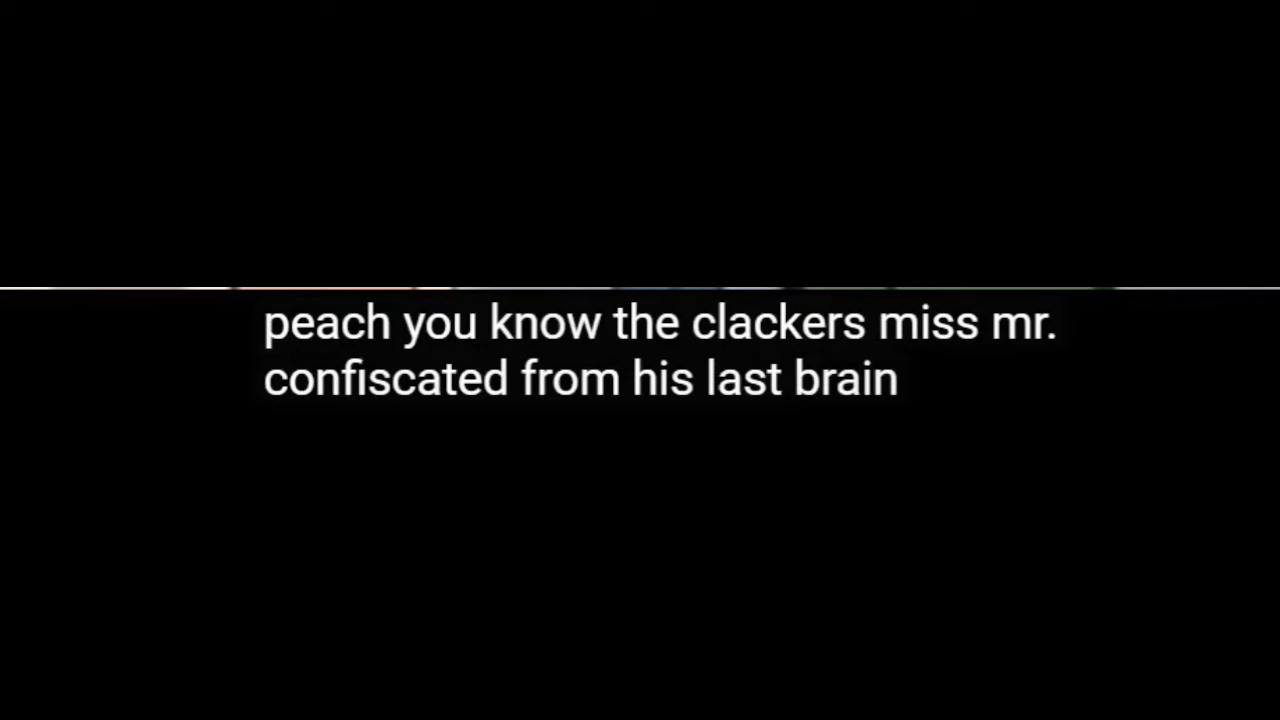 peach you know the clackers miss mr.
confiscated from his last brain